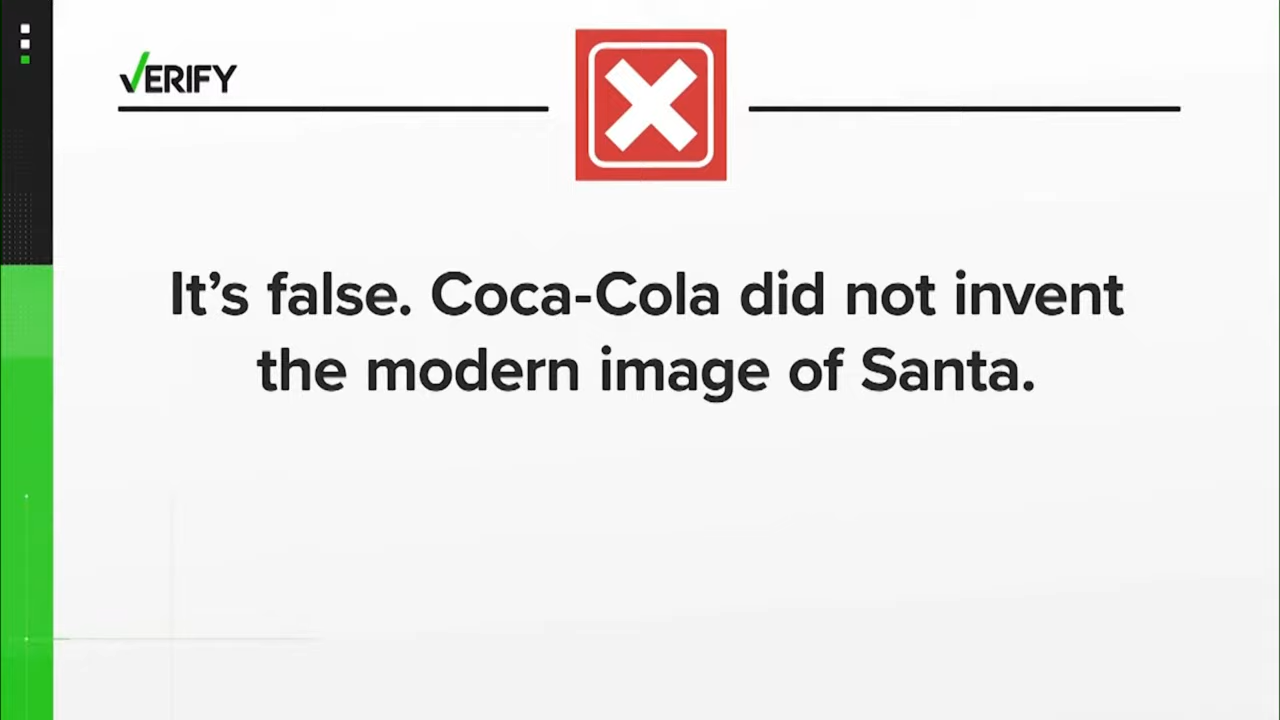 VERIFY
It’s false. Coca-Cola did not invent
the modern image of Santa.